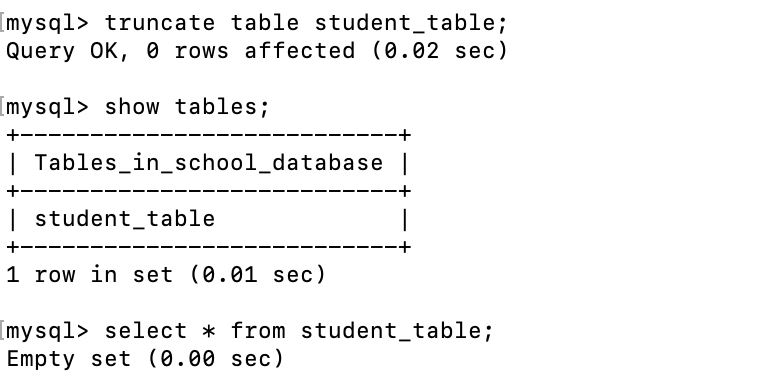 [mysql> truncate table student_table;
Query OK, 0 rows affected (0.02 sec)
[mysql> show tables;
+---------------------------+
| Tables_in_school_database |
+---------------------------+
| student_table             |
+---------------------------+
1 row in set (0.01 sec)
[mysql> select * from student_table;
Empty set (0.00 sec)